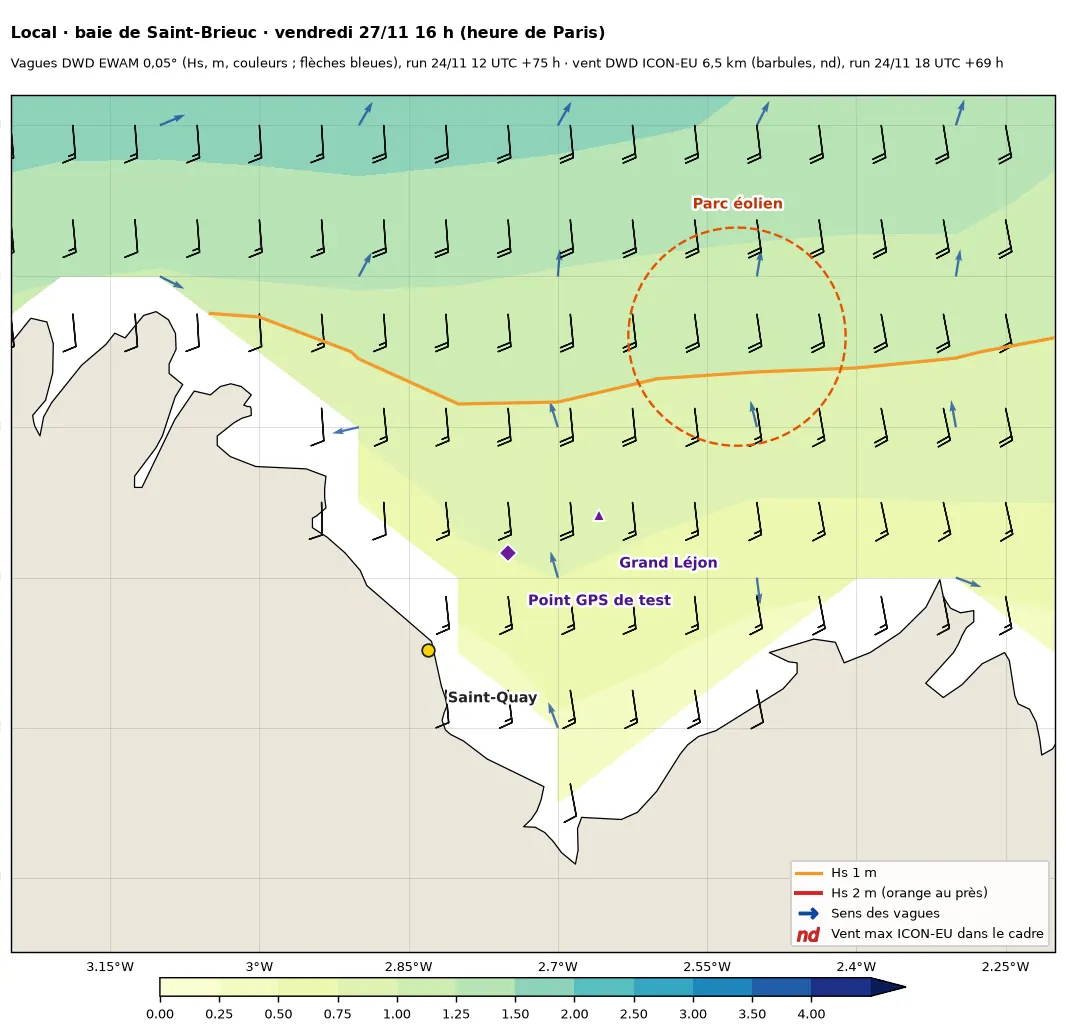 Local · baie de Saint-Brieuc · vendredi 27/11 16 h (heure de Paris)
Vagues DWD EWAM 0,05° (Hs, m, couleurs ; flèches bleues), run 24/11 12 UTC +75 h · vent DWD ICON-EU 6,5 km (barbules, nd), run 24/11 18 UTC +69 h
Parc éolien
Grand Léjon
Point GPS de test
Saint-Quay
Hs 1 m
Hs 2 m (orange au près)
Sens des vagues
nd Vent max ICON-EU dans le cadre
3.15°W 3°W 2.85°W 2.7°W 2.55°W 2.4°W 2.25°W
0.00 0.25 0.50 0.75 1.00 1.25 1.50 2.00 2.50 3.00 3.50 4.00